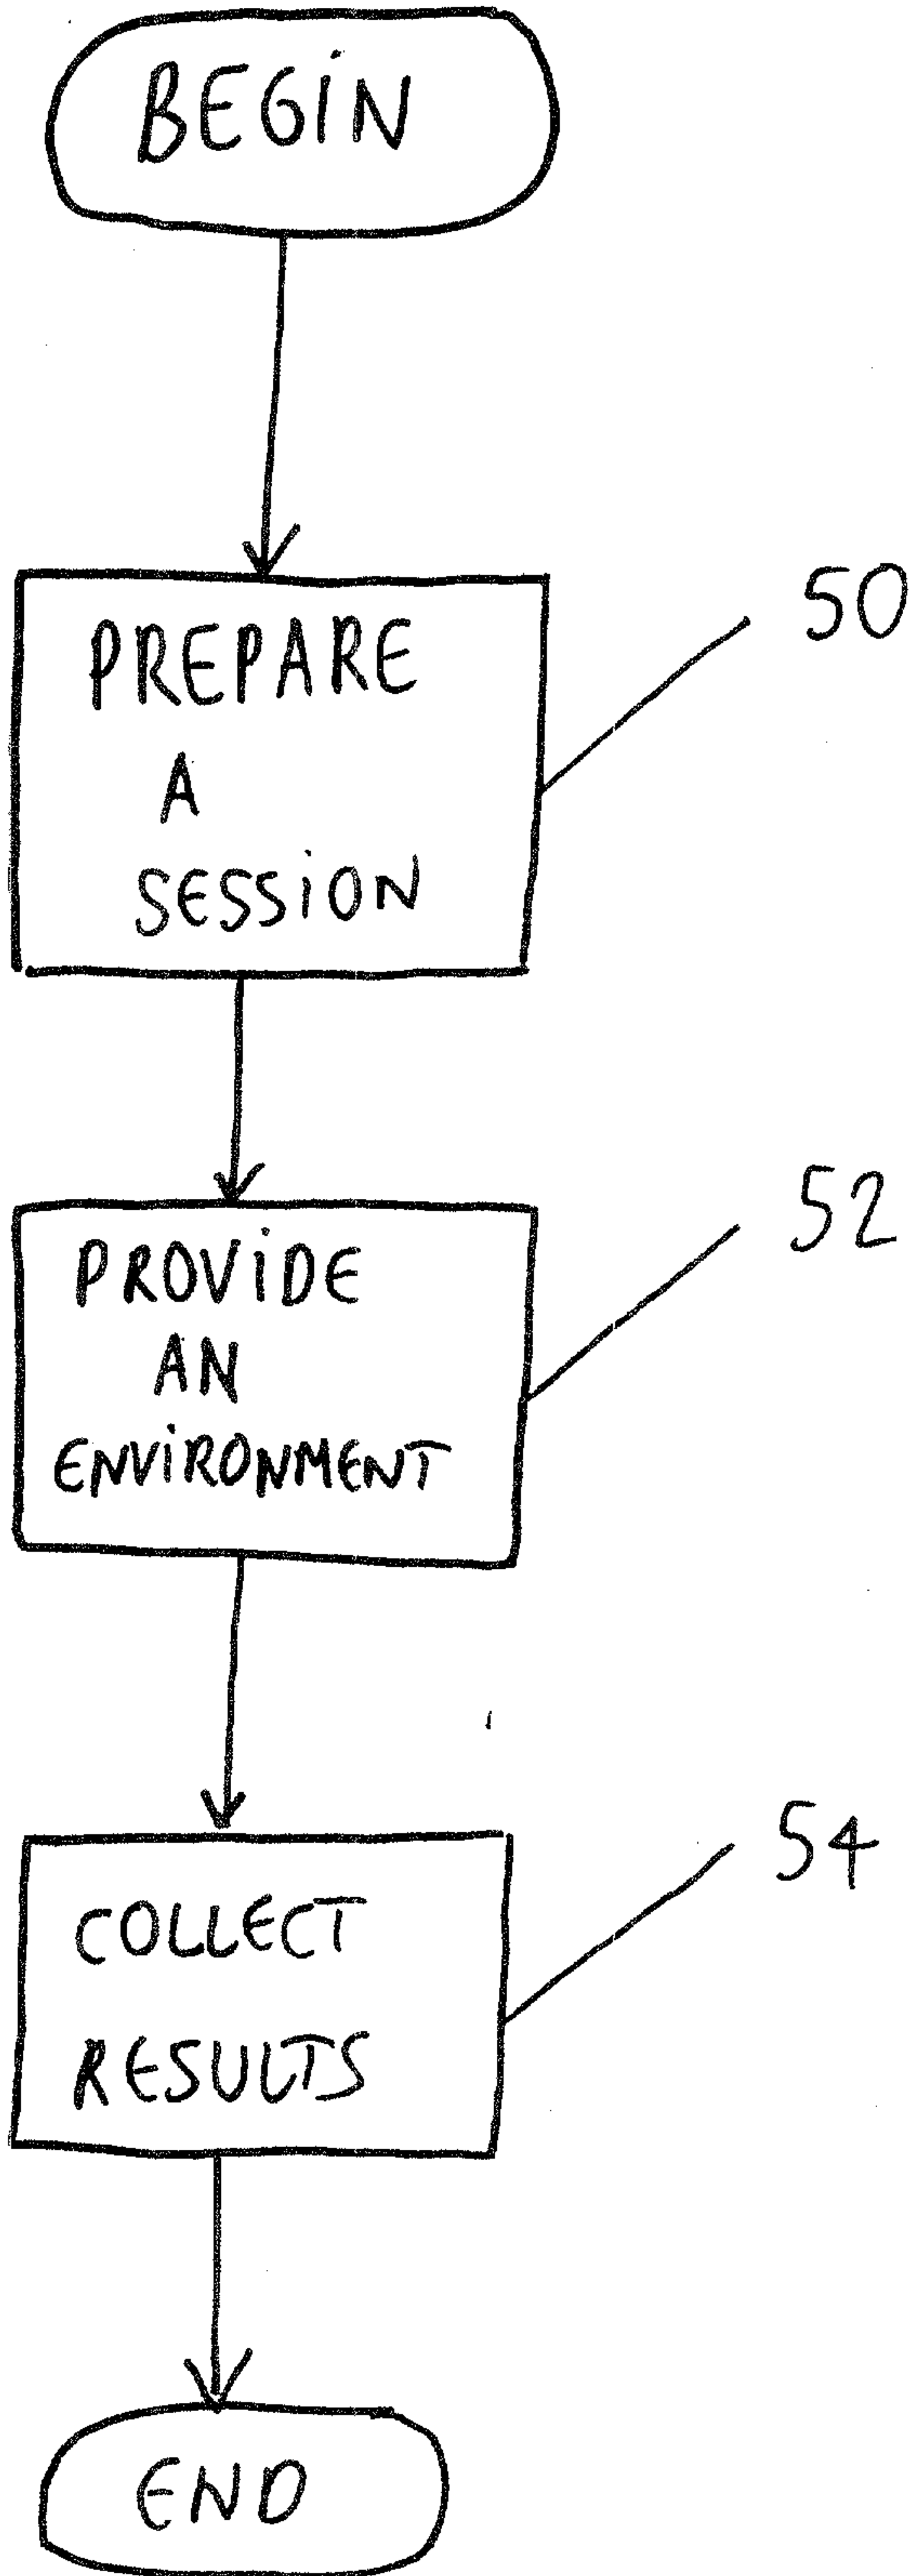 BEGIN
PREPARE
A
SESSION
50
PROVIDE
AN
ENVIRONMENT
52
COLLECT
RESULTS
54
END